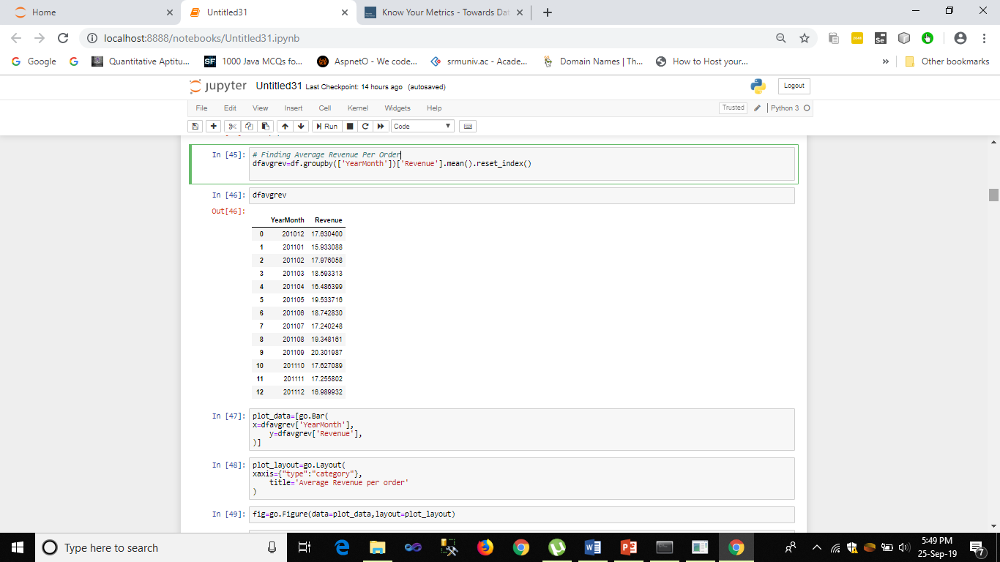 Home
Untitled31
Know Your Metrics - Towards Dat
localhost:8888/notebooks/Untitled31.ipynb
Google
Quantitative Aptitu...
1000 Java MCQs fo...
AspnetO - We code...
srmuniv.ac - Acade...
Domain Names | Th...
How to Host your...
»
Other bookmarks
jupyter Untitled31 Last Checkpoint: 14 hours ago (autosaved)
Logout
File Edit View Insert Cell Kernel Widgets Help
Trusted
Python 3
Run
Code
In [45]: # Finding Average Revenue Per Order
dfavgrev=df.groupby(['YearMonth'])['Revenue'].mean().reset_index()
In [46]: dfavgrev
Out[46]:
YearMonth Revenue
0 201012 17.630400
1 201101 15.933088
2 201102 17.976058
3 201103 18.593313
4 201104 16.486399
5 201105 19.533716
6 201106 18.742830
7 201107 17.240248
8 201108 19.348161
9 201109 20.301987
10 201110 17.627089
11 201111 17.255802
12 201112 16.989932
In [47]: plot_data=[go.Bar(
x=dfavgrev['YearMonth'],
y=dfavgrev['Revenue'],
)]
In [48]: plot_layout=go.Layout(
xaxis={"type":"category"},
title='Average Revenue per order'
)
In [49]: fig=go.Figure(data=plot_data,layout=plot_layout)
Type here to search
5:49 PM
25-Sep-19
7